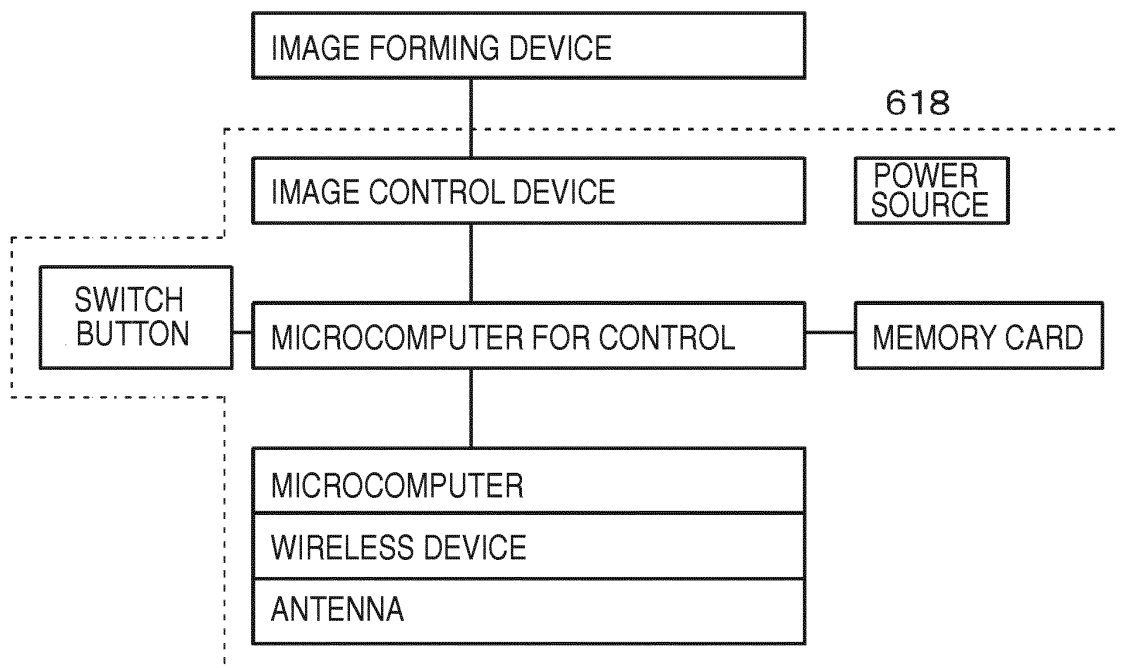 IMAGE FORMING DEVICE
618
IMAGE CONTROL DEVICE
POWER
SOURCE
SWITCH
BUTTON
MICROCOMPUTER FOR CONTROL
MEMORY CARD
MICROCOMPUTER
WIRELESS DEVICE
ANTENNA